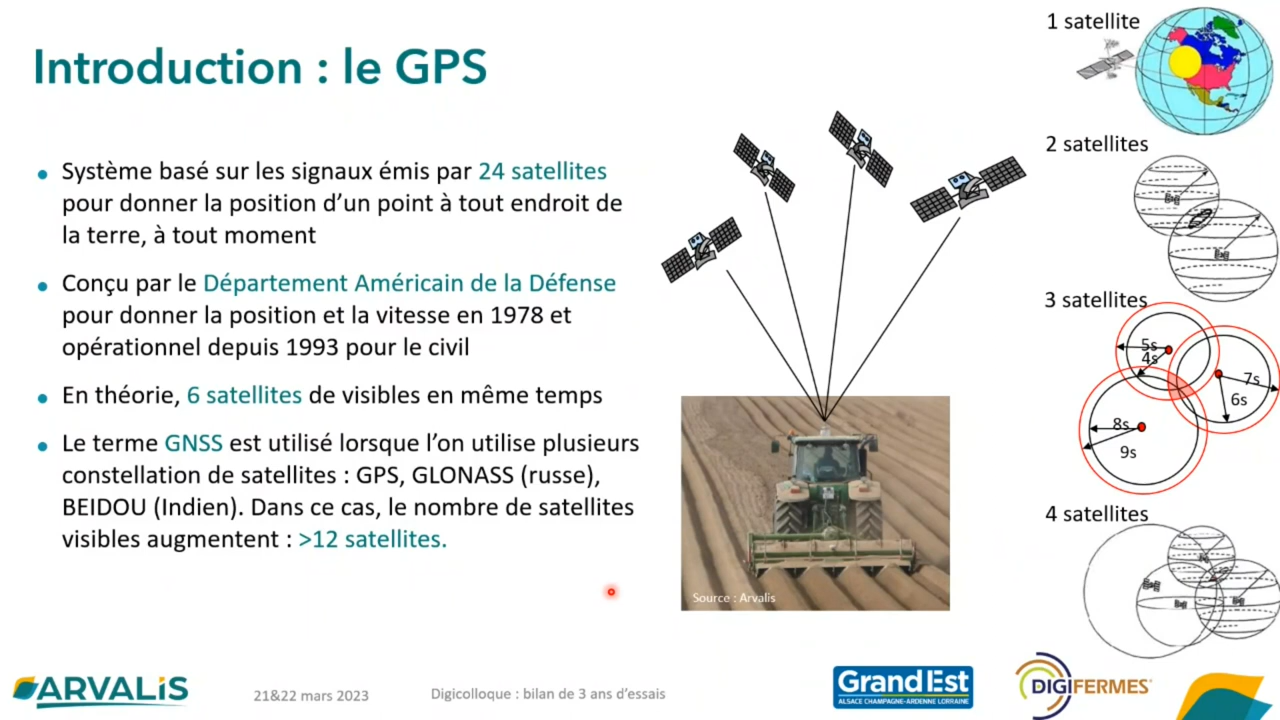 Introduction : le GPS
Système basé sur les signaux émis par 24 satellites
pour donner la position d'un point à tout endroit de
la terre, à tout moment
Conçu par le Département Américain de la Défense
pour donner la position et la vitesse en 1978 et
opérationnel depuis 1993 pour le civil
En théorie, 6 satellites de visibles en même temps
Le terme GNSS est utilisé lorsque l'on utilise plusieurs
constellation de satellites : GPS, GLONASS (russe),
BEIDOU (Indien). Dans ce cas, le nombre de satellites
visibles augmentent : >12 satellites.
Source : Arvalis
1 satellite
2 satellites
3 satellites
5s
4s
7s
6s
8s
9s
4 satellites
ARVALIS
21&22 mars 2023
Digicolloque : bilan de 3 ans d'essais
Grand Est
ALSACE CHAMPAGNE-ARDENNE LORRAINE
DIGIFERMES